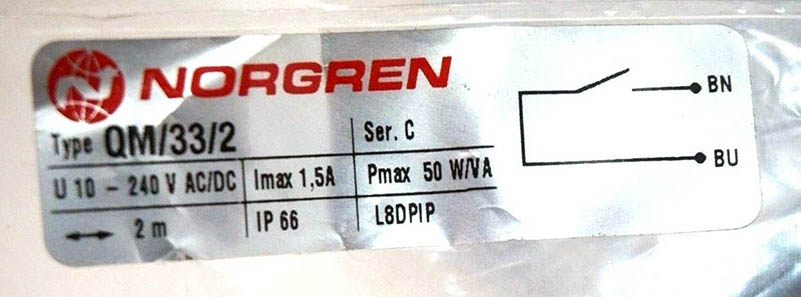 NORGREN
Type QM/33/2 Ser. C
U 10 - 240 V AC/DC Imax 1,5A Pmax 50 W/VA
2 m IP 66 L8DPIP
BN
BU